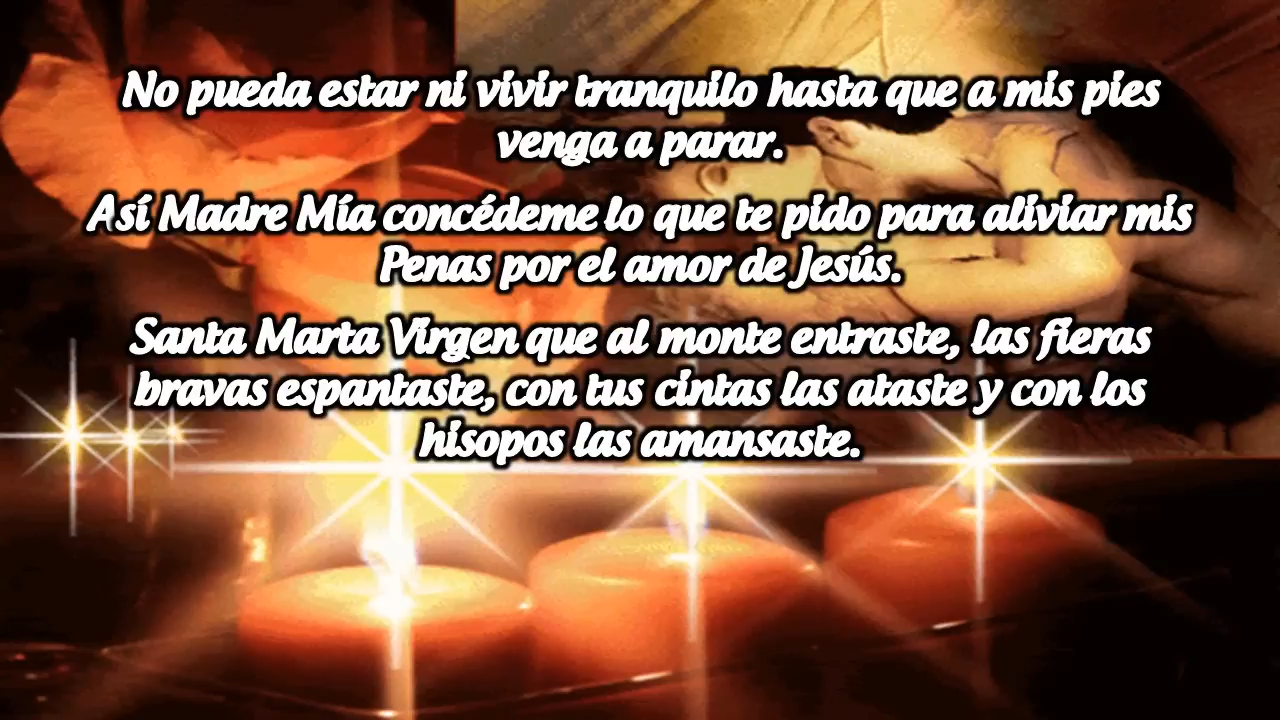 No pueda estar ni vivir tranquilo hasta que a mis pies
venga a parar.
Así Madre Mía concédeme lo que te pido para aliviar mis
Penas por el amor de Jesús.
Santa Marta Virgen que al monte entraste, las fieras
bravas espantaste, con tus cintas las ataste y con los
hisopos las amansaste.